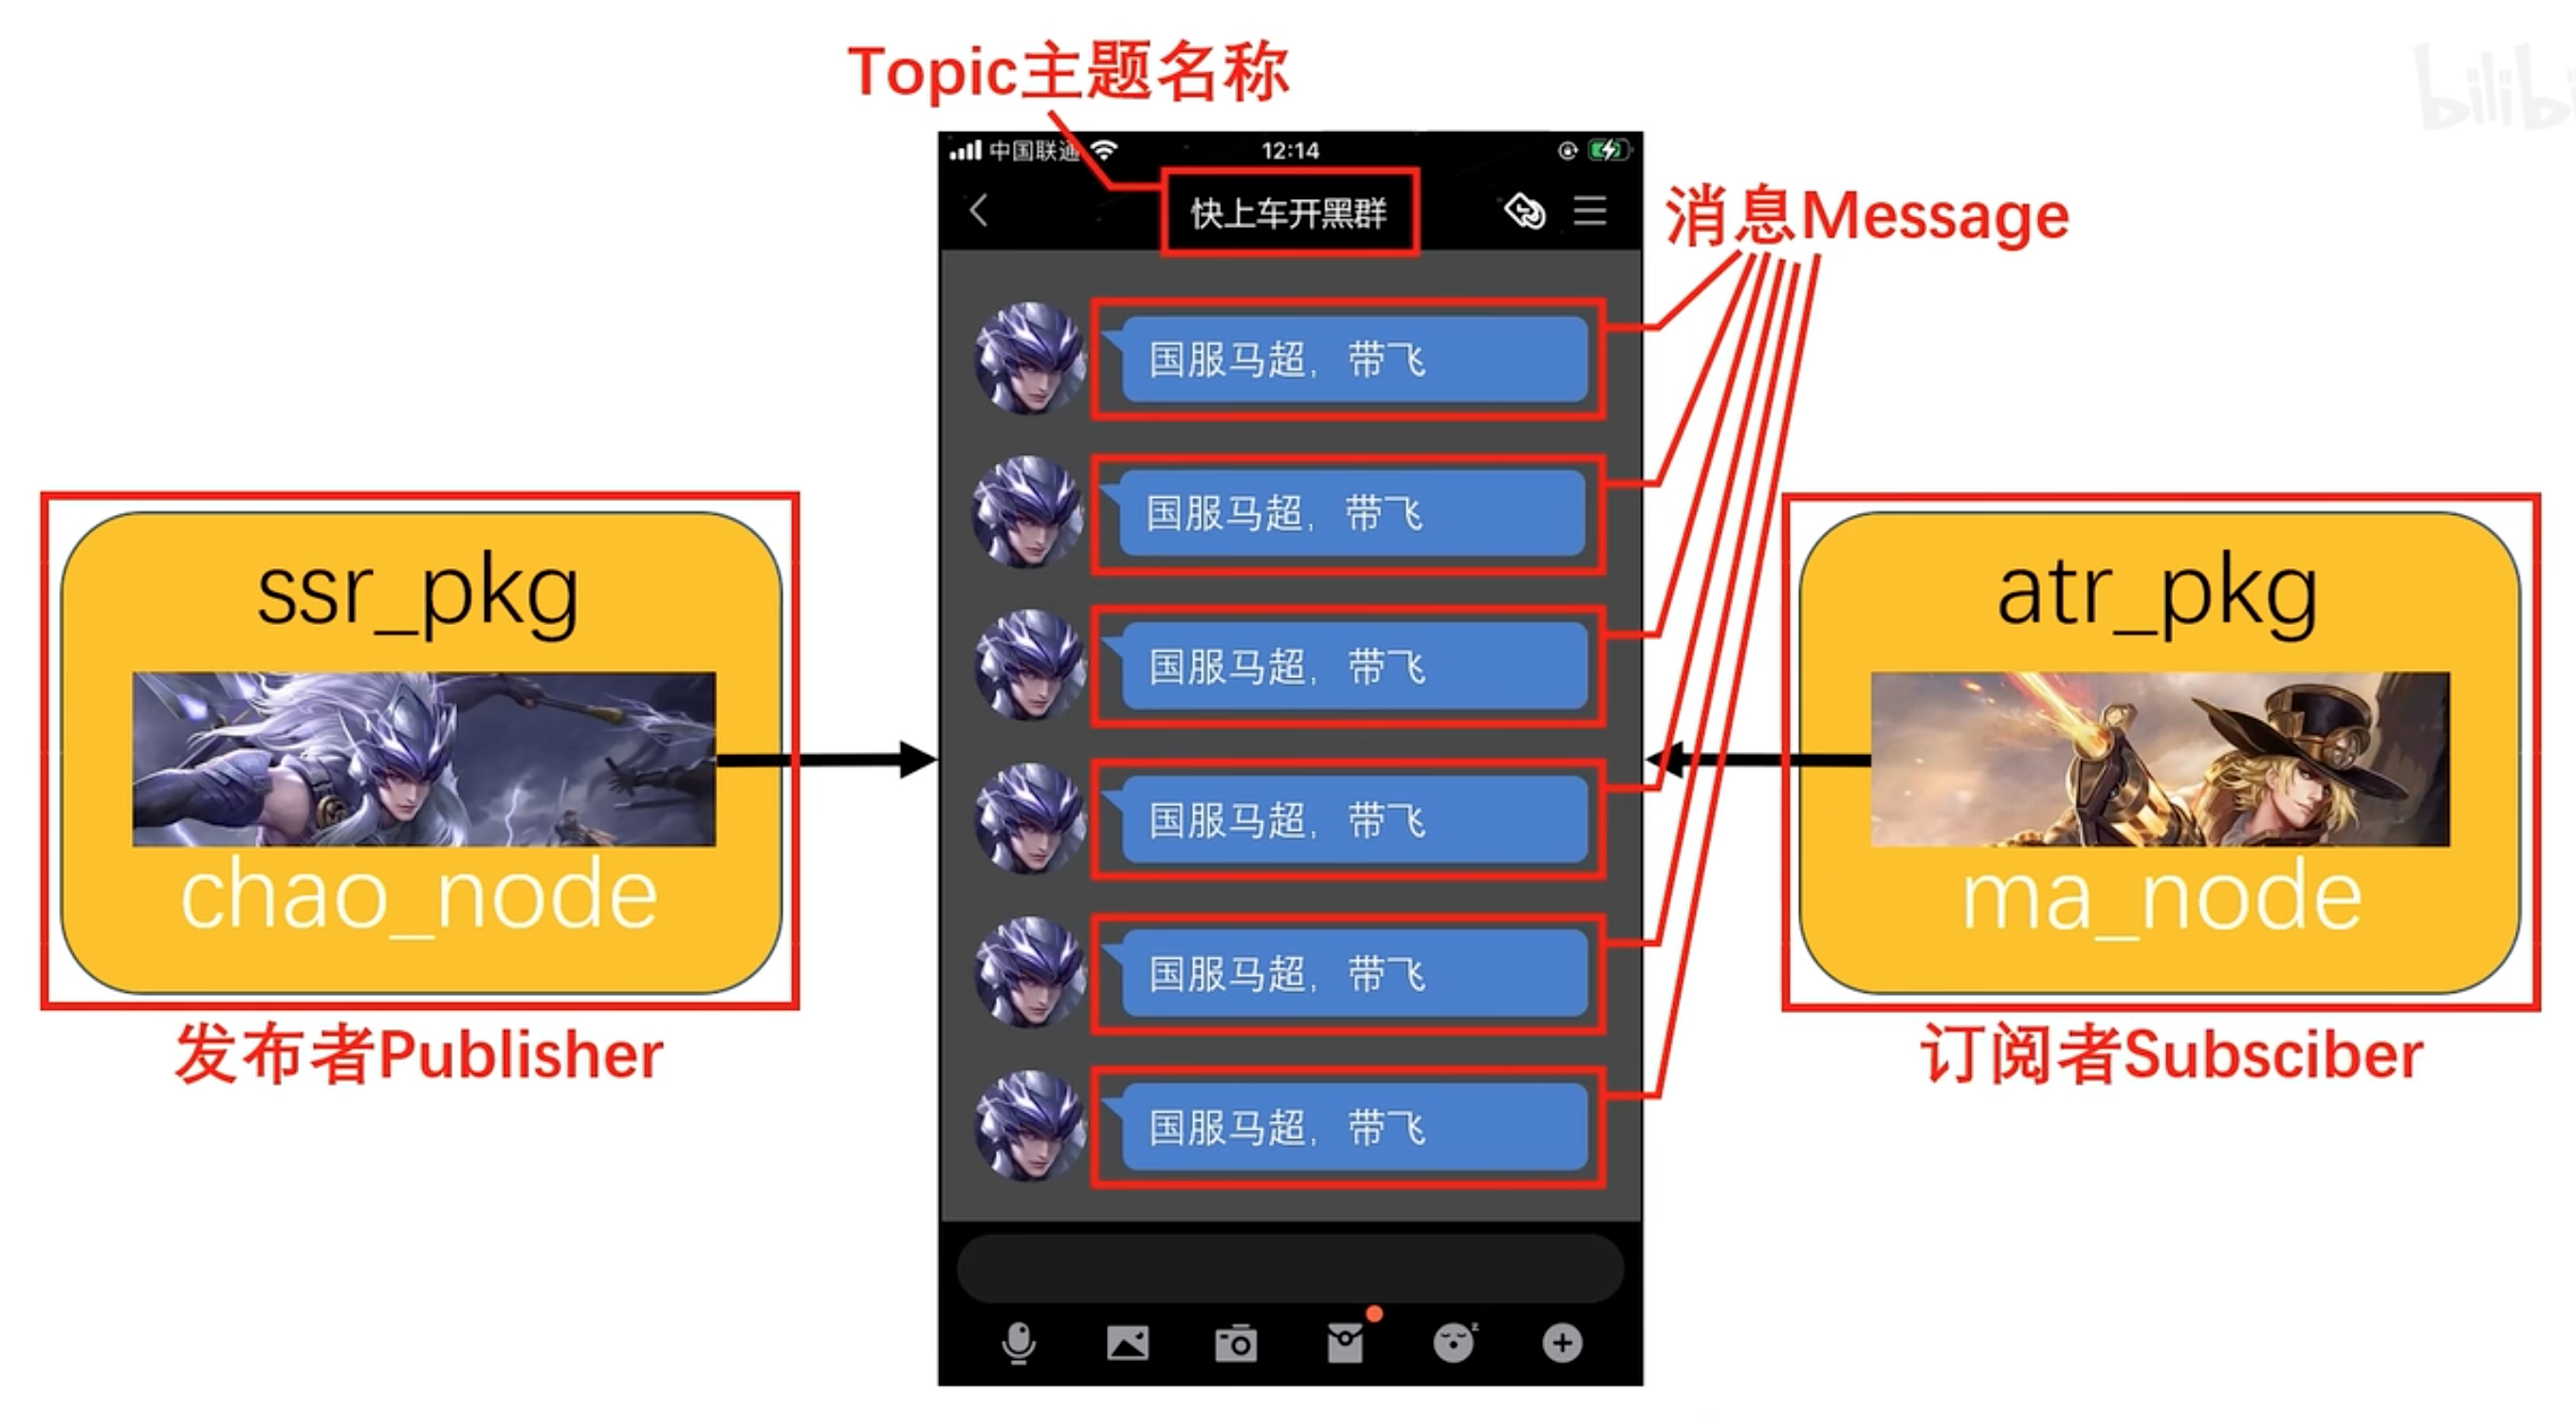 Topic主题名称
中国联通
12:14
快上车开黑群
消息Message
国服马超，带飞
国服马超，带飞
国服马超，带飞
国服马超，带飞
国服马超，带飞
国服马超，带飞
ssr_pkg
chao_node
发布者Publisher
atr_pkg
ma_node
订阅者Subsciber